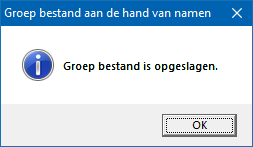 Groep bestand aan de hand van namen
Groep bestand is opgeslagen.
OK